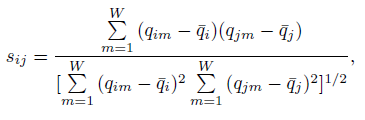 s_{ij} = \frac{\sum_{m=1}^{W} (q_{im} - \bar{q}_i)(q_{jm} - \bar{q}_j)}{[\sum_{m=1}^{W} (q_{im} - \bar{q}_i)^2 \sum_{m=1}^{W} (q_{jm} - \bar{q}_j)^2]^{1/2}},